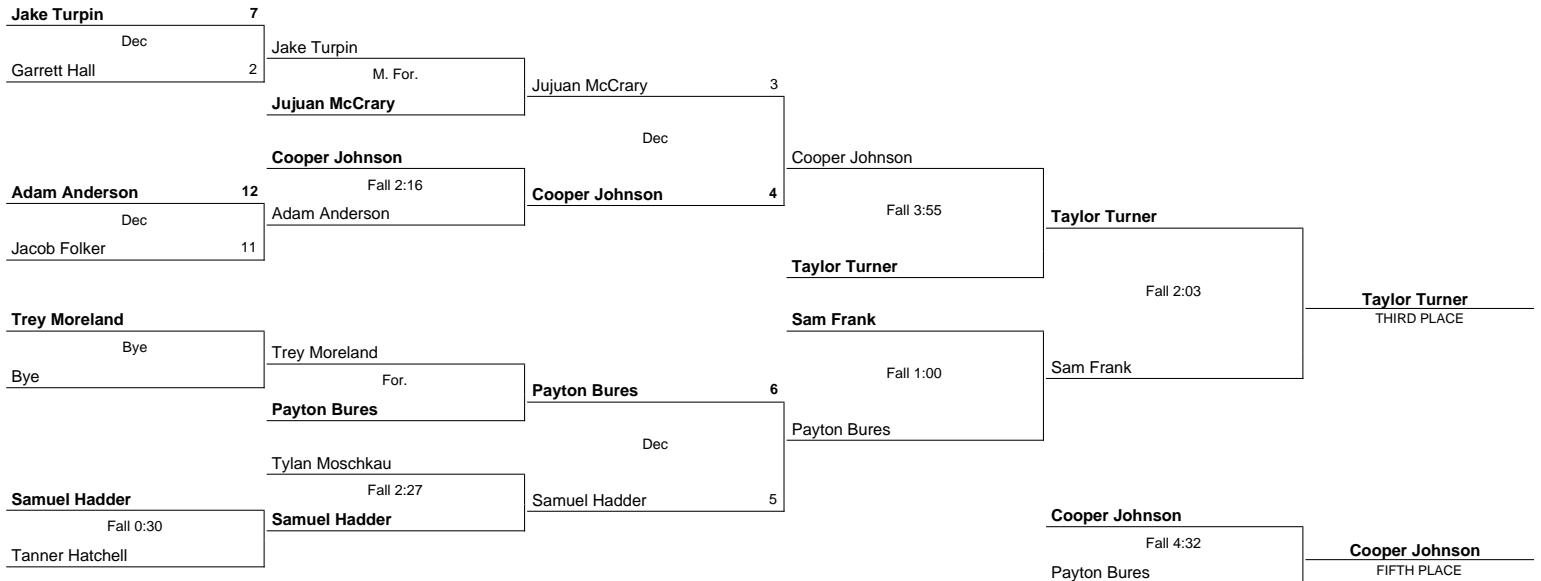 Jake Turpin 7
Dec
Garrett Hall 2
Adam Anderson 12
Dec
Jacob Folker 11
Trey Moreland
Bye
Bye
Samuel Hadder
Fall 0:30
Tanner Hatchell
Jake Turpin
M. For.
Jujuan McCrary
Cooper Johnson
Fall 2:16
Adam Anderson
Trey Moreland
For.
Payton Bures
Tylan Moschkau
Fall 2:27
Samuel Hadder
Jujuan McCrary 3
Dec
Cooper Johnson 4
Payton Bures 6
Dec
Samuel Hadder 5
Cooper Johnson
Fall 3:55
Taylor Turner
Sam Frank
Fall 1:00
Payton Bures
Taylor Turner
Fall 2:03
Sam Frank
Taylor Turner
THIRD PLACE
Cooper Johnson
Fall 4:32
Payton Bures
Cooper Johnson
FIFTH PLACE